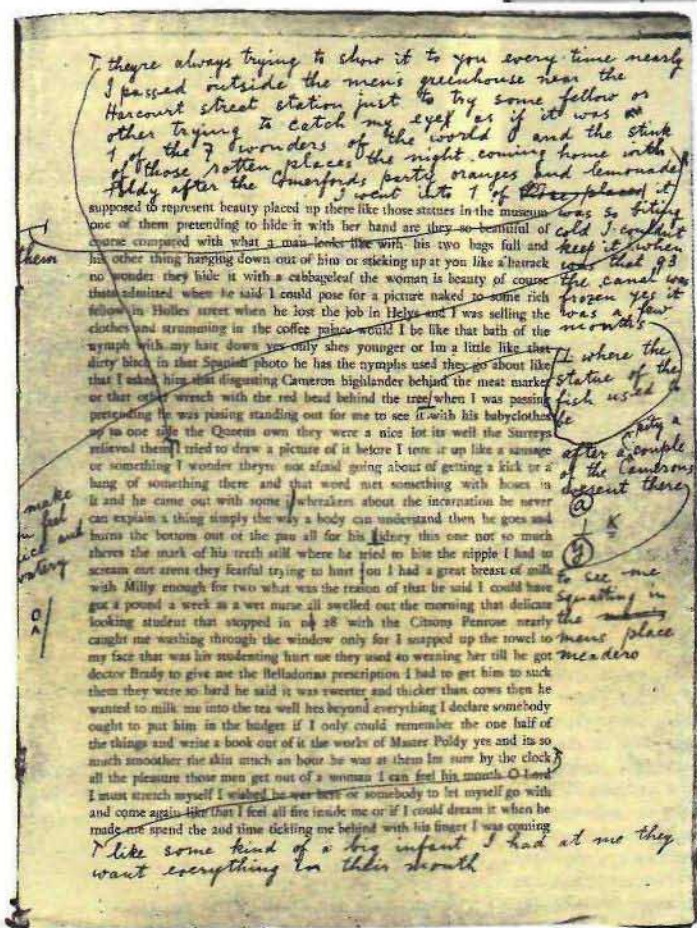 T theyre always trying to show it to you every time nearly
I passed outside the mens greenhouse near the
Harcourt street station just to try some fellow or
other trying to catch my eye as if it was
1 of the 7 wonders of the world O and the stink
of those rotten places the night coming home with
Poldy after the Comerfords party oranges and lemonade
I went into 1 of them it
was so biting
cold I couldnt
keep it when
was that 93
the canal was
frozen yes it
was a few
months
supposed to represent beauty placed up there like those statues in the museum
one of them pretending to hide it with her hand are they so beautiful of
course compared with what a man looks like with his two bags full and
his other thing hanging down out of him or sticking up at you like a hatrack
no wonder they hide it with a cabbageleaf the woman is beauty of course
thats admitted when he said I could pose for a picture naked to some rich
fellow in Holles street when he lost the job in Helys and I was selling the
clothes and strumming in the coffee palace would I be like that bath of the
nymph with my hair down yes only shes younger or Im a little like that
dirty bitch in that Spanish photo he has the nymphs used they go about like
that I asked him that disgusting Cameron highlander behind the meat market
or that other wretch with the red head behind the tree when I was passing
pretending he was pissing standing out for me to see it with his babyclothes
up to one side the Queens own they were a nice lot its well the Surreys
relieved them I tried to draw a picture of it before I tore it up like a sausage
or something I wonder theyre not afraid going about of getting a kick or a
bang of something there and that word met something with hoses in
it and he came out with some jawbreakers about the incarnation he never
can explain a thing simply the way a body can understand then he goes and
burns the bottom out of the pan all for his kidney this one not so much
theres the mark of his teeth still where he tried to bite the nipple I had to
scream out arent they fearful trying to hurt you I had a great breast of milk
with Milly enough for two what was the reason of that he said I could have
got a pound a week as a wet nurse all swelled out the morning that delicate
looking student that stopped in no 28 with the Citrons Penrose nearly
caught me washing through the window only for I snapped up the towel to
my face that was his studenting hurt me they used to weaning her till he got
doctor Brady to give me the Belladonna prescription I had to get him to suck
them they were so hard he said it was sweeter and thicker than cows then he
wanted to milk me into the tea well hes beyond everything I declare somebody
ought to put him in the budget if I only could remember the one half of
the things and write a book out of it the works of Master Poldy yes and its so
much smoother the skin much an hour he was at them Im sure by the clock
all the pleasure those men get out of a woman I can feel his mouth O Lord
I must stretch myself I wished he was here or somebody to let myself go with
and come again like that I feel all fire inside me or if I could dream it when he
made me spend the 2nd time tickling me behind with his finger I was coming
them
make
feel
and
watery
T where the
statue of the
fish used to
be
pity a
after a couple
of the Camerons
present there
a
K
y
to see me
squatting in
the
mens place
meadero
T like some kind of a big infant I had at me they
want everything in their mouth